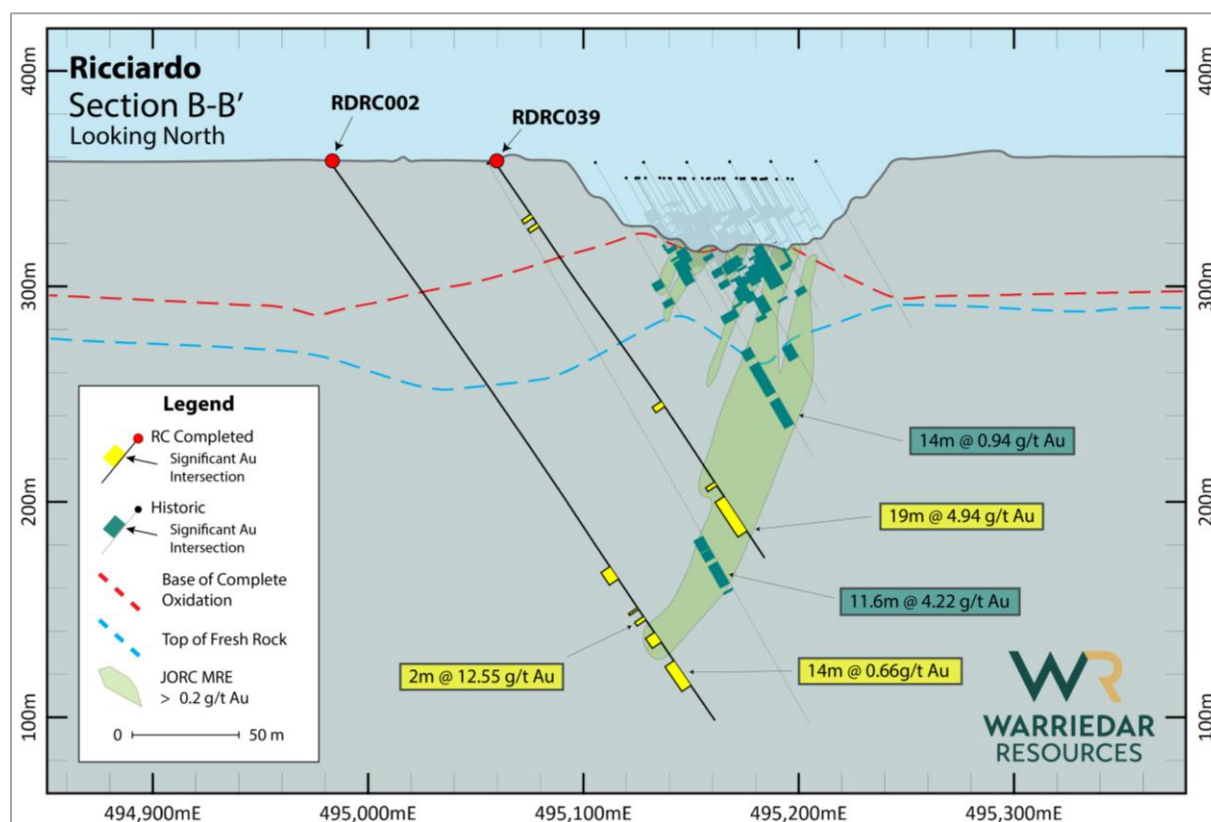 Ricciardo
Section B-B’
Looking North
RDRC002
RDRC039
400m
300m
200m
100m
400m
300m
200m
100m
14m @ 0.94 g/t Au
19m @ 4.94 g/t Au
11.6m @ 4.22 g/t Au
2m @ 12.55 g/t Au
14m @ 0.66g/t Au
Legend
RC Completed
Significant Au
Intersection
Historic
Significant Au
Intersection
Base of Complete
Oxidation
Top of Fresh Rock
JORC MRE
> 0.2 g/t Au
0 50 m
WR
WARRIEDAR
RESOURCES
494,900mE
495,000mE
495,100mE
495,200mE
495,300mE